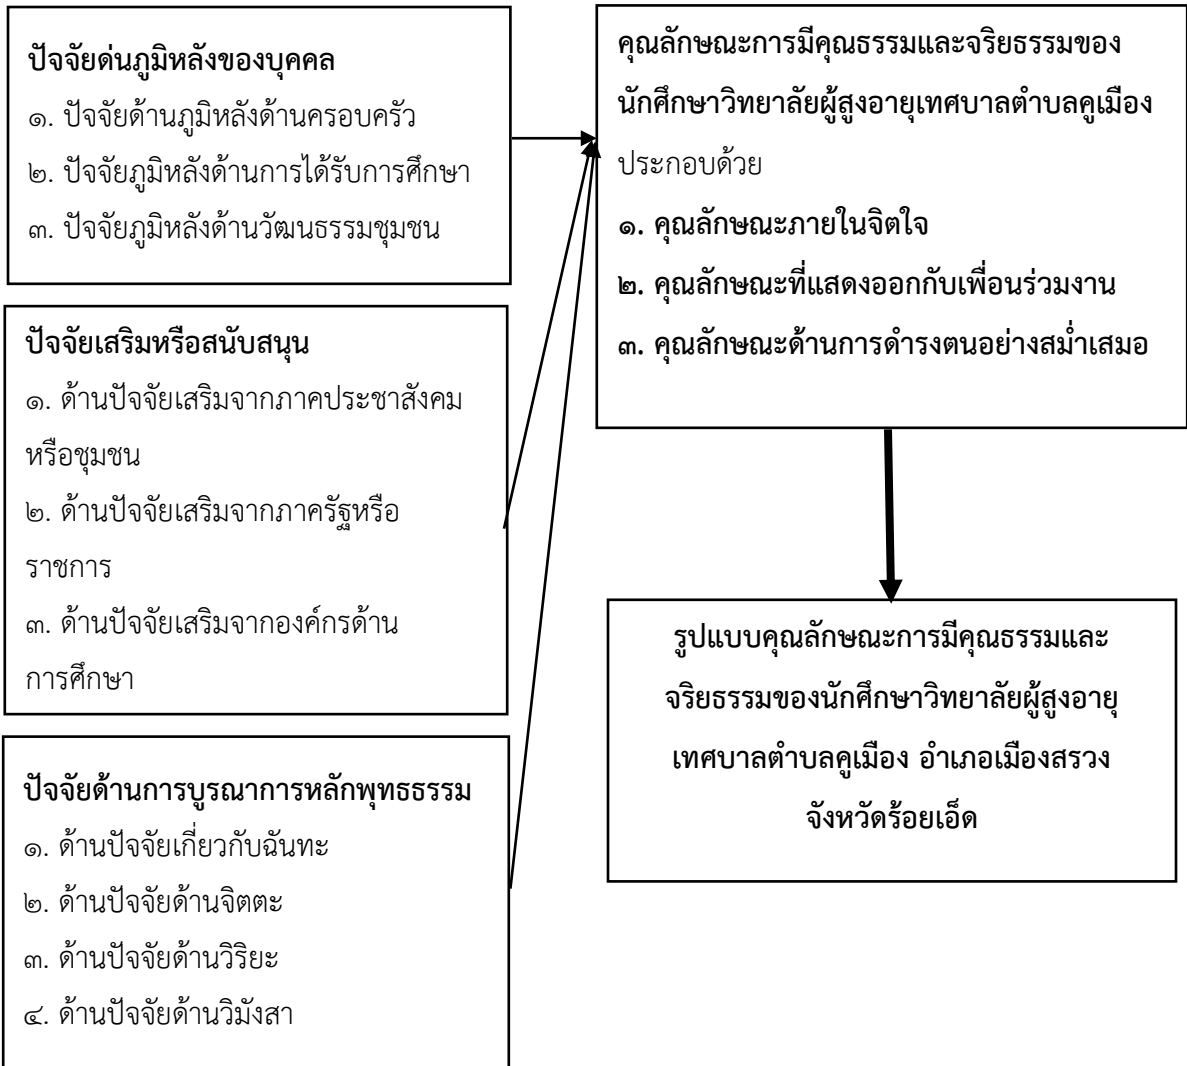 ปัจจัยด่นภูมิหลังของบุคคล
๑. ปัจจัยด้านภูมิหลังด้านครอบครัว
๒. ปัจจัยภูมิหลังด้านการได้รับการศึกษา
๓. ปัจจัยภูมิหลังด้านวัฒนธรรมชุมชน
ปัจจัยเสริมหรือสนับสนุน
๑. ด้านปัจจัยเสริมจากภาคประชาสังคม
หรือชุมชน
๒. ด้านปัจจัยเสริมจากภาครัฐหรือ
ราชการ
๓. ด้านปัจจัยเสริมจากองค์กรด้าน
การศึกษา
ปัจจัยด้านการบูรณาการหลักพุทธธรรม
๑. ด้านปัจจัยเกี่ยวกับฉันทะ
๒. ด้านปัจจัยด้านจิตตะ
๓. ด้านปัจจัยด้านวิริยะ
๔. ด้านปัจจัยด้านวิมังสา
คุณลักษณะการมีคุณธรรมและจริยธรรมของ
นักศึกษาวิทยาลัยผู้สูงอายุเทศบาลตำบลคูเมือง
ประกอบด้วย
๑. คุณลักษณะภายในจิตใจ
๒. คุณลักษณะที่แสดงออกกับเพื่อนร่วมงาน
๓. คุณลักษณะด้านการดำรงตนอย่างสม่ำเสมอ
รูปแบบคุณลักษณะการมีคุณธรรมและ
จริยธรรมของนักศึกษาวิทยาลัยผู้สูงอายุ
เทศบาลตำบลคูเมือง อำเภอเมืองสรวง
จังหวัดร้อยเอ็ด